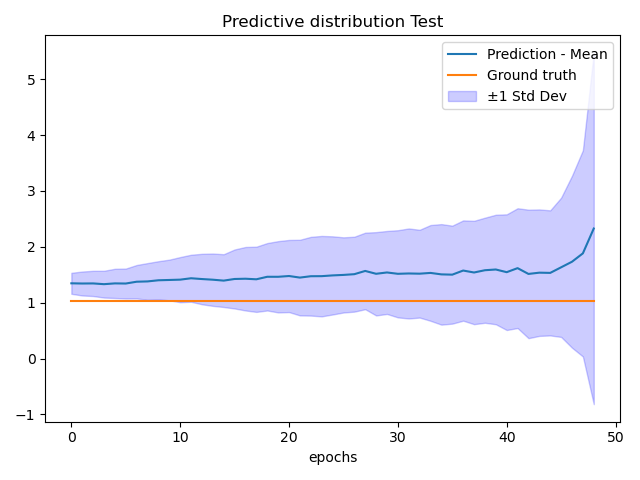 Predictive distribution Test
Prediction - Mean
Ground truth
±1 Std Dev
5
4
3
2
1
0
−1
0 10 20 30 40 50
epochs